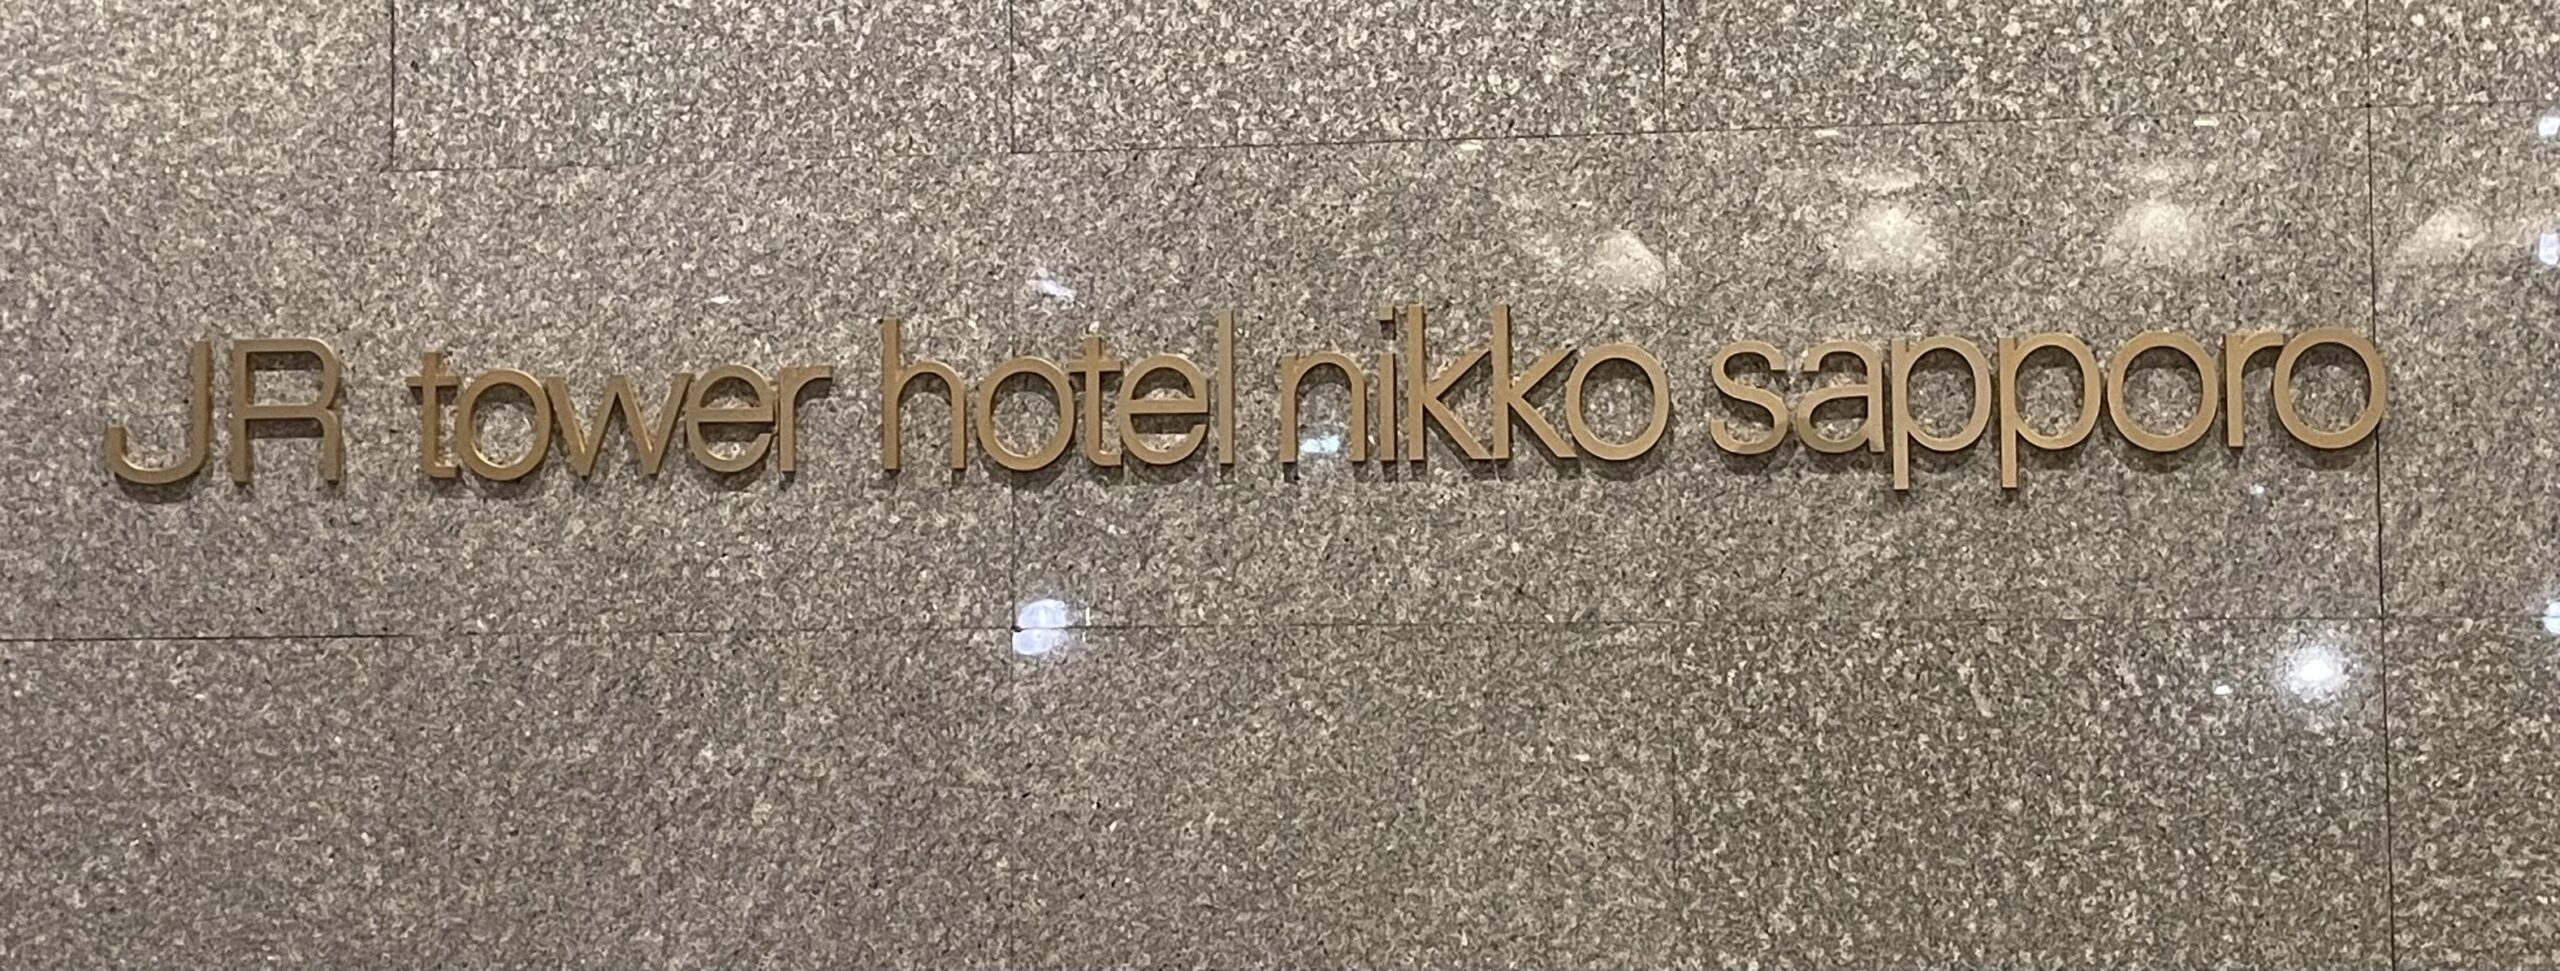 JR tower hotel nikko sapporo